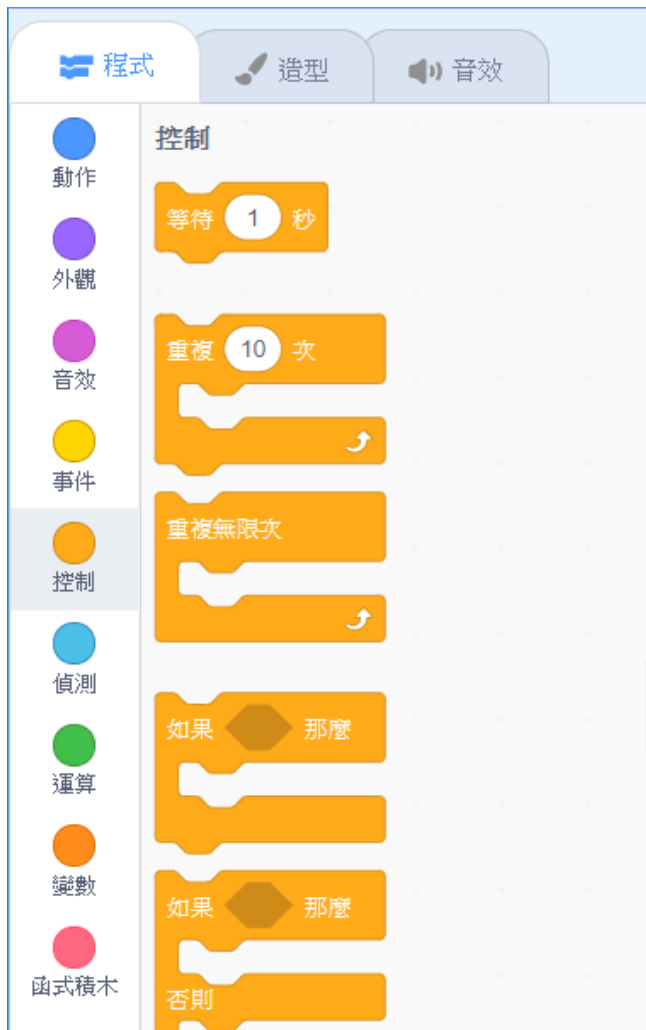 程式
造型
音效
動作
外觀
音效
事件
控制
偵測
運算
變數
函式積木
控制
等待 1 秒
重複 10 次
重複無限次
如果 那麼
如果 那麼
否則